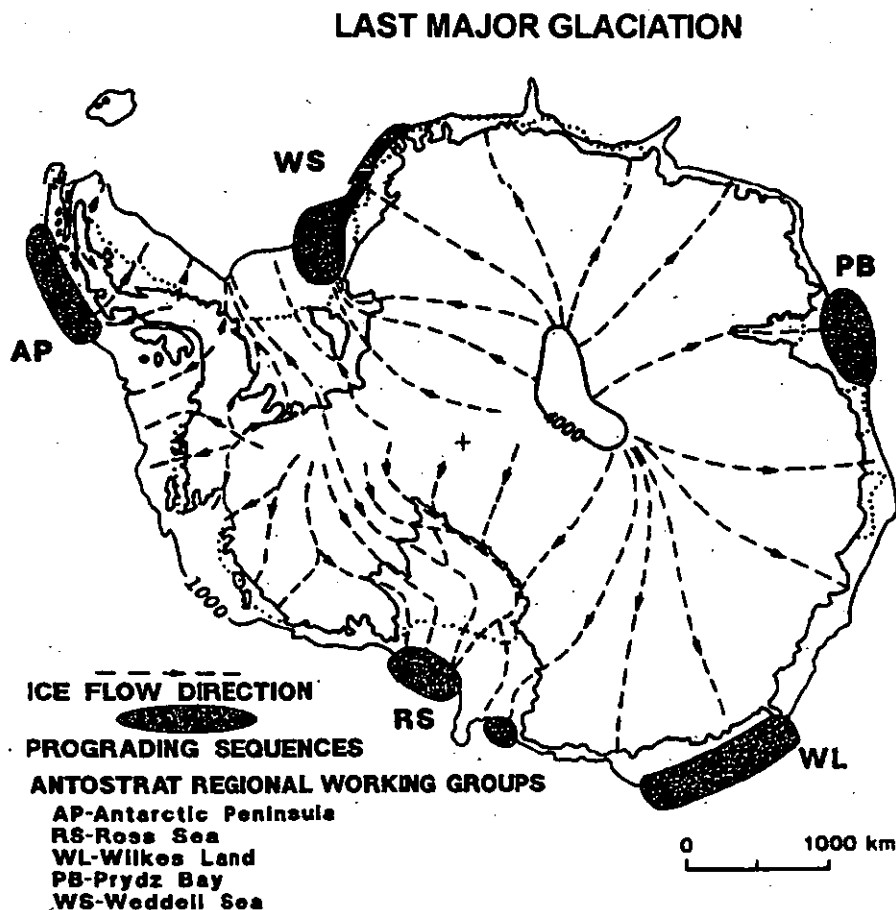 LAST MAJOR GLACIATION
WS
PB
AP
4000
1000
ICE FLOW DIRECTION
RS
PROGRADING SEQUENCES
WL
ANTOSTRAT REGIONAL WORKING GROUPS
AP-Antarctic Peninsula
RS-Ross Sea
WL-Wilkes Land
PB-Prydz Bay
WS-Weddell Sea
0 1000 km